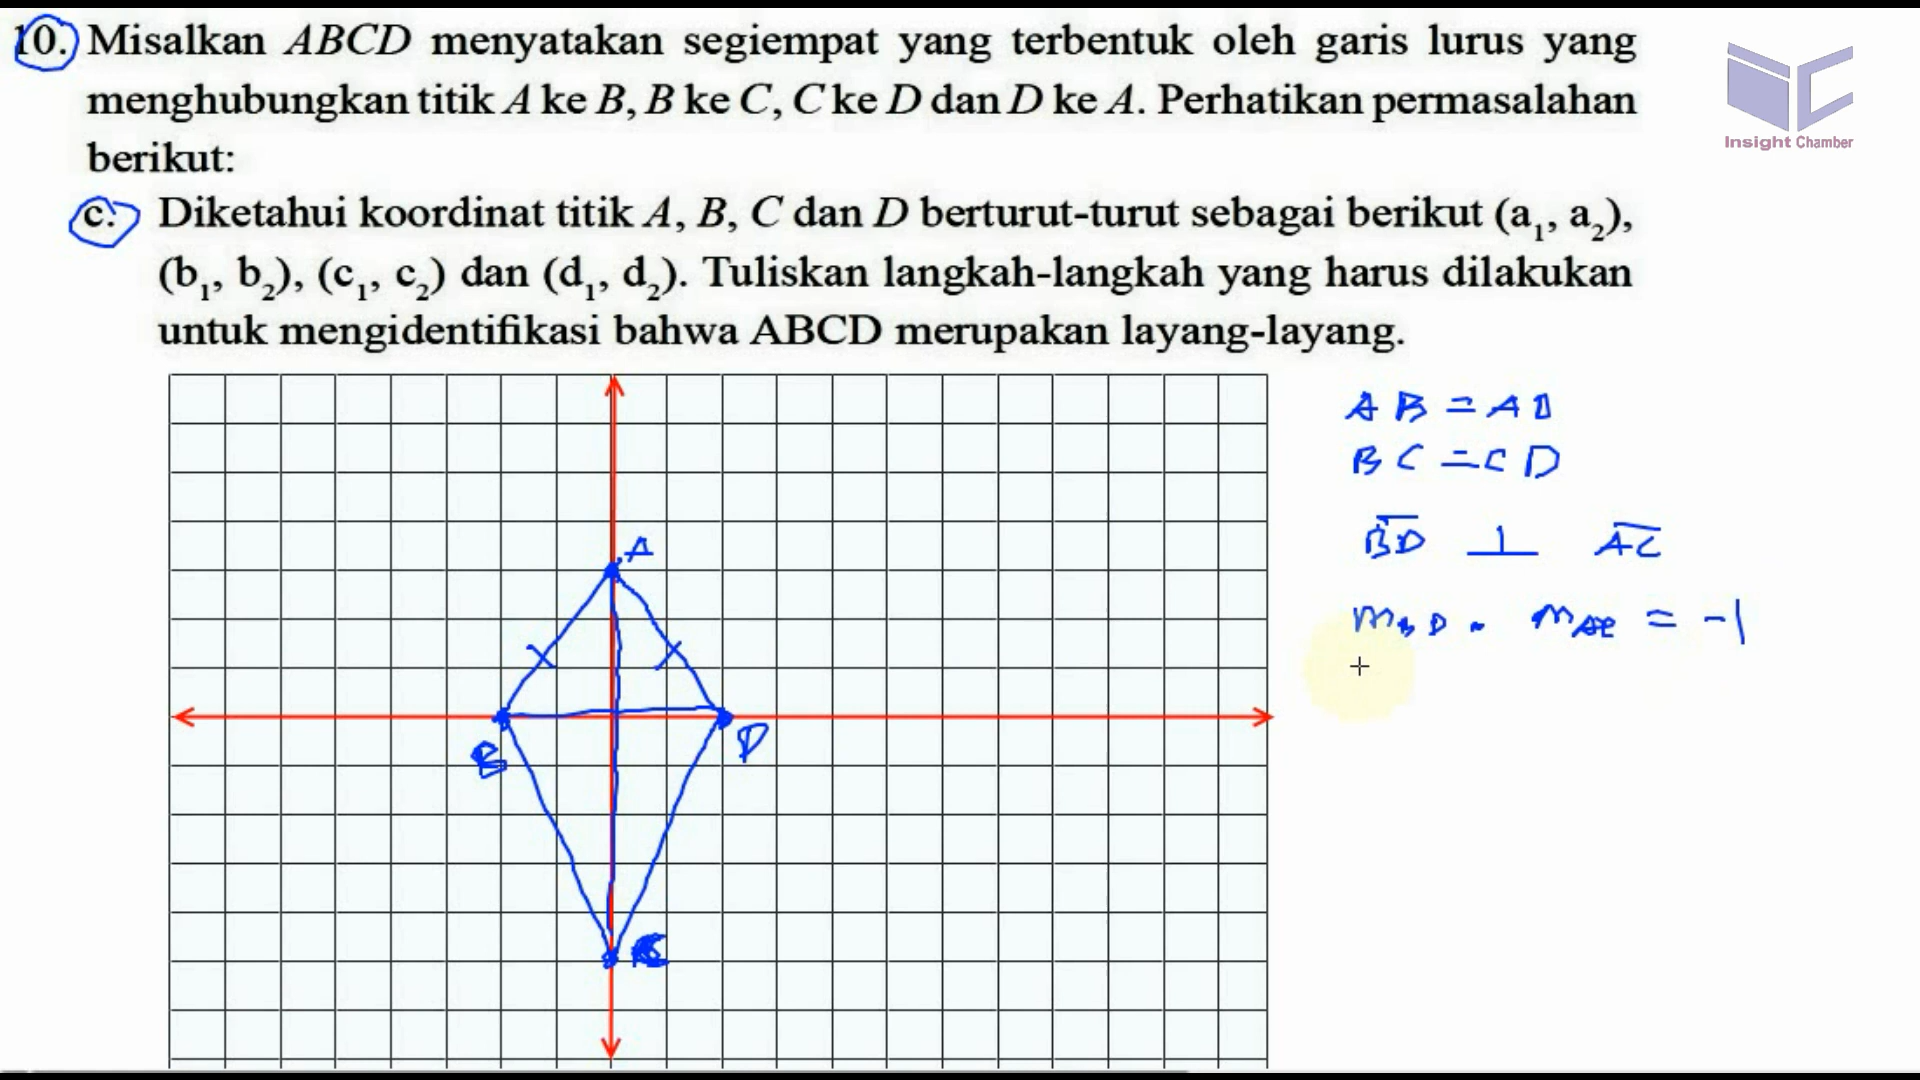 10. Misalkan ABCD menyatakan segiempat yang terbentuk oleh garis lurus yang
menghubungkan titik A ke B, B ke C, C ke D dan D ke A. Perhatikan permasalahan
berikut:
c. Diketahui koordinat titik A, B, C dan D berturut-turut sebagai berikut (a₁, a₂),
(b₁, b₂), (c₁, c₂) dan (d₁, d₂). Tuliskan langkah-langkah yang harus dilakukan
untuk mengidentifikasi bahwa ABCD merupakan layang-layang.
Insight Chamber
AB = AD
BC = CD
B̅D̅ ⊥ A̅C̅
m_BD . m_AC = -1
A
B
D
C